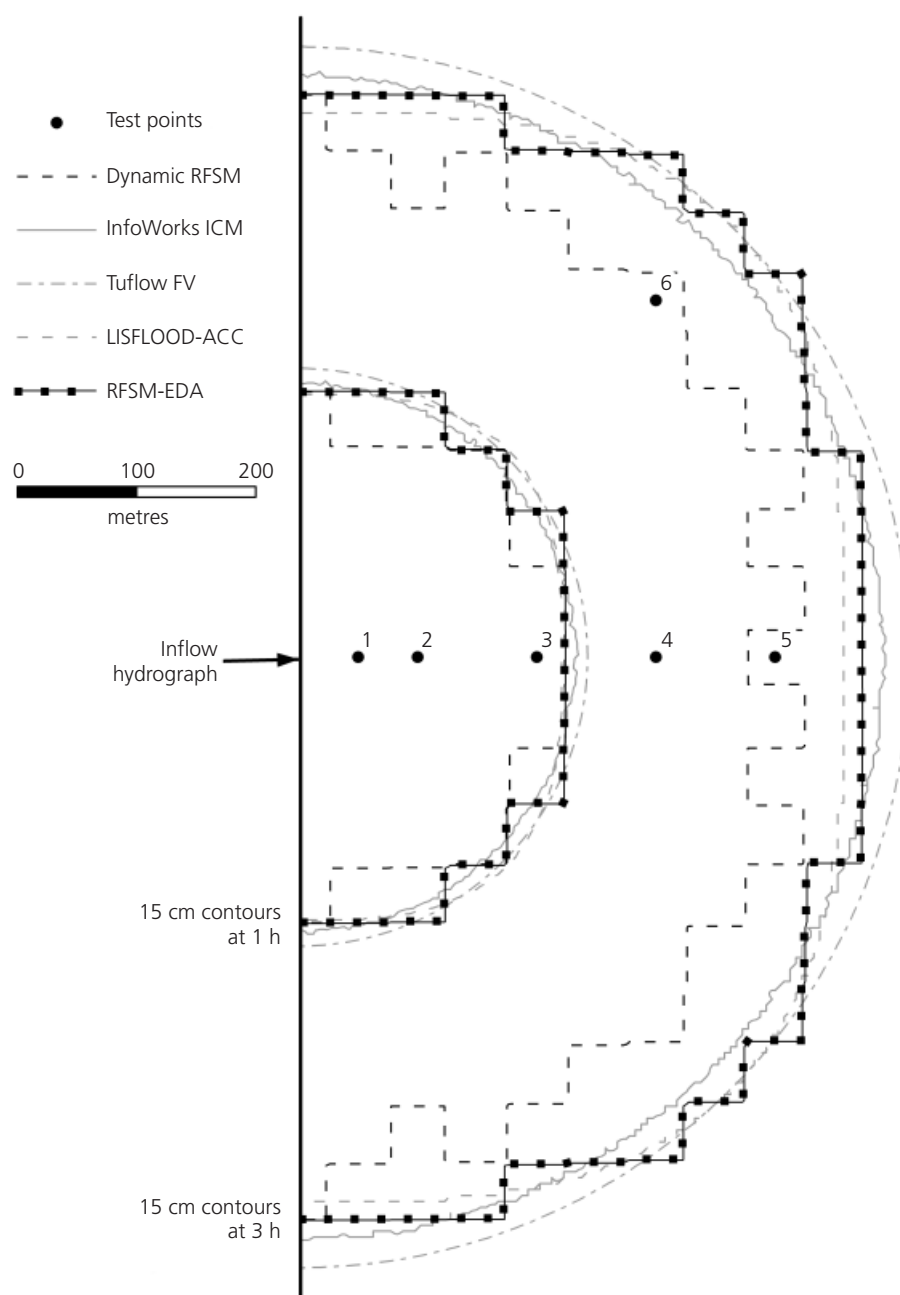 Test points
Dynamic RFSM
InfoWorks ICM
Tuflow FV
LISFLOOD-ACC
RFSM-EDA
0 100 200
metres
6
1 2 3 4 5
Inflow
hydrograph
15 cm contours
at 1 h
15 cm contours
at 3 h